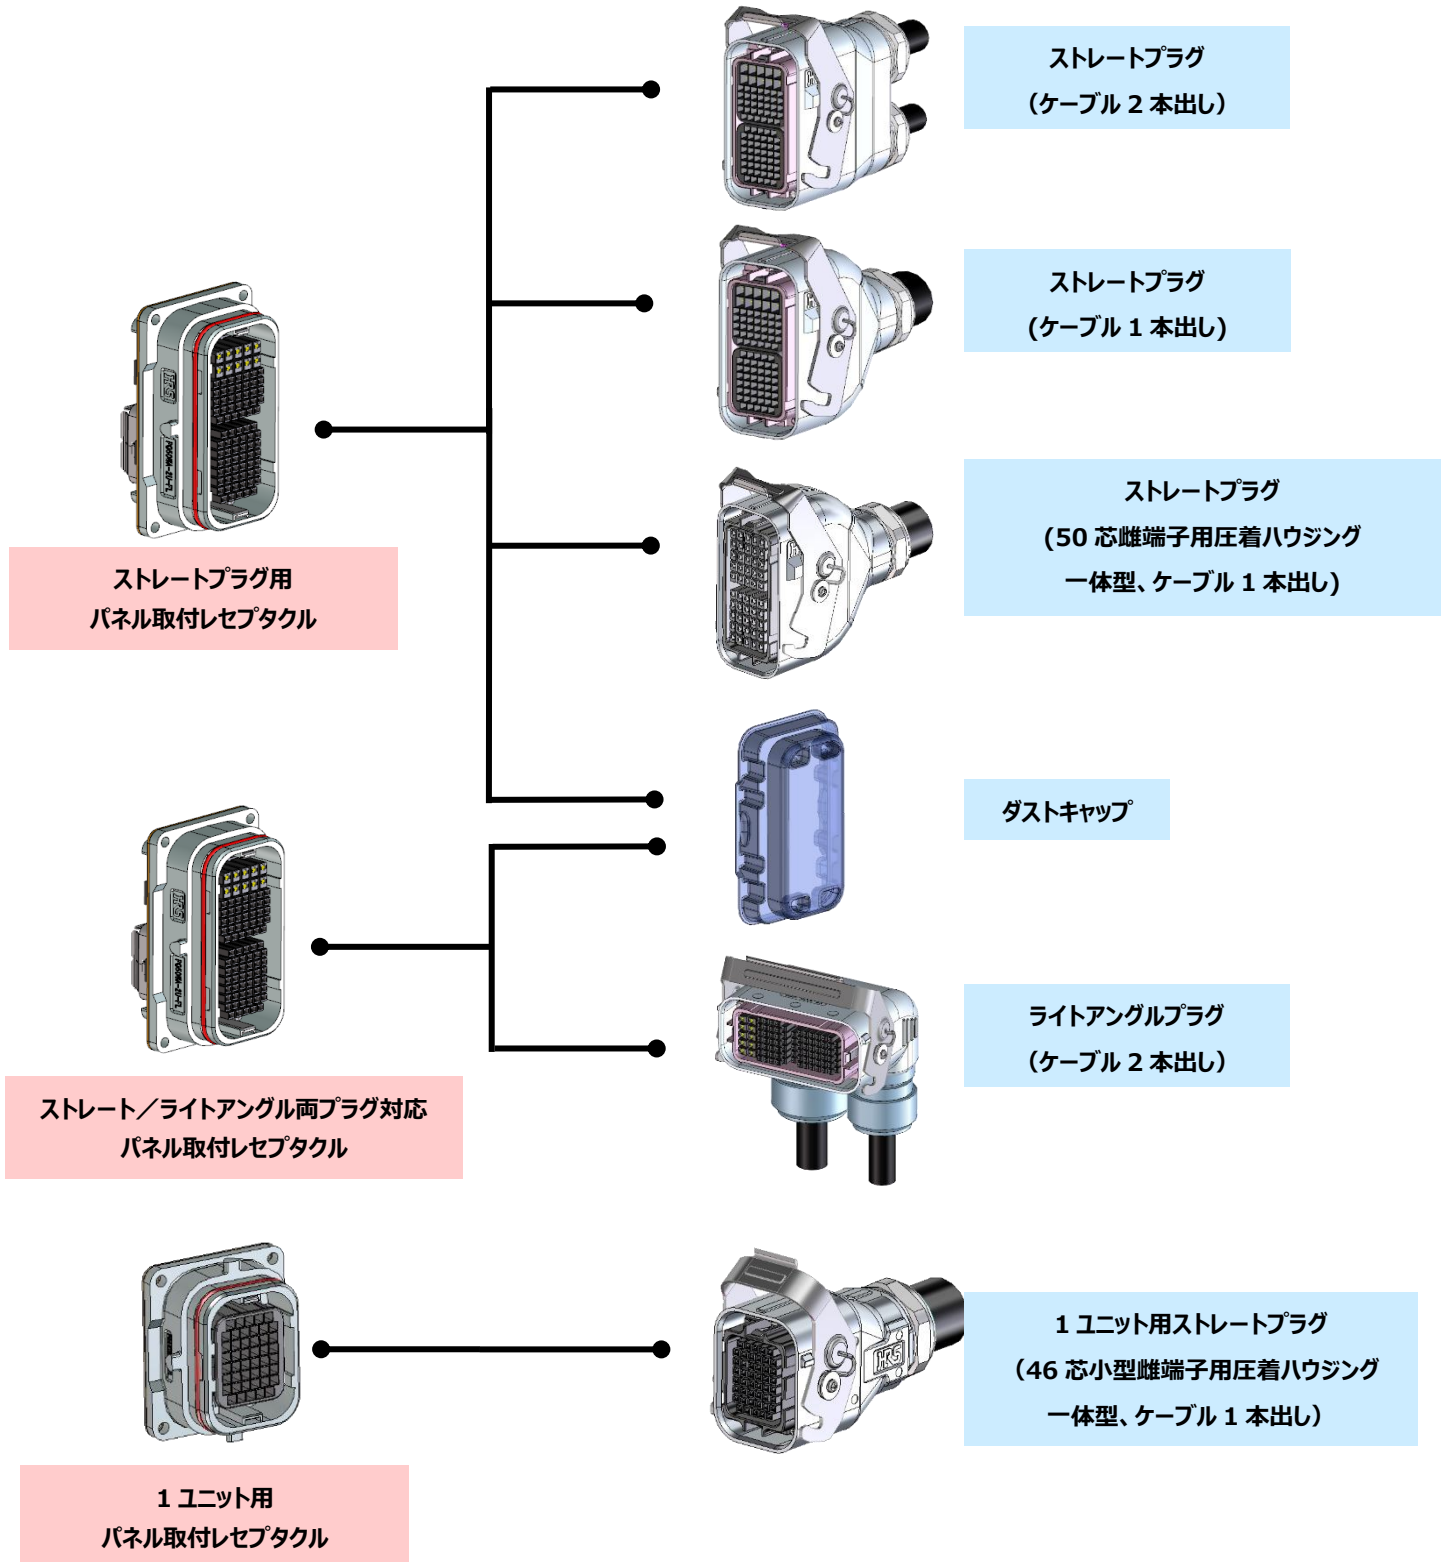 ストレートプラグ
（ケーブル 2 本出し）
ストレートプラグ
(ケーブル 1 本出し)
ストレートプラグ
(50 芯雌端子用圧着ハウジング
一体型、ケーブル 1 本出し)
HRS
ストレートプラグ用
パネル取付レセプタクル
ダストキャップ
HRS
ライトアングルプラグ
（ケーブル 2 本出し）
ストレート／ライトアングル両プラグ対応
パネル取付レセプタクル
HRS
1 ユニット用ストレートプラグ
（46 芯小型雌端子用圧着ハウジング
一体型、ケーブル 1 本出し）
1 ユニット用
パネル取付レセプタクル